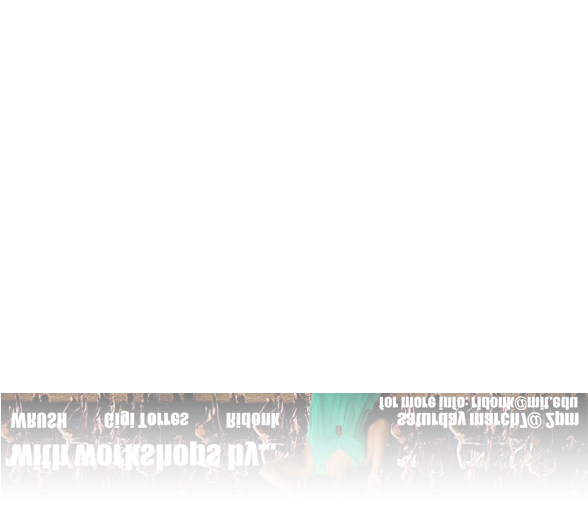 with workshops by..
WRUSH Gigi Torres Ridonk
saturday march7@ 2pm
for more info: ridonk@mit.edu